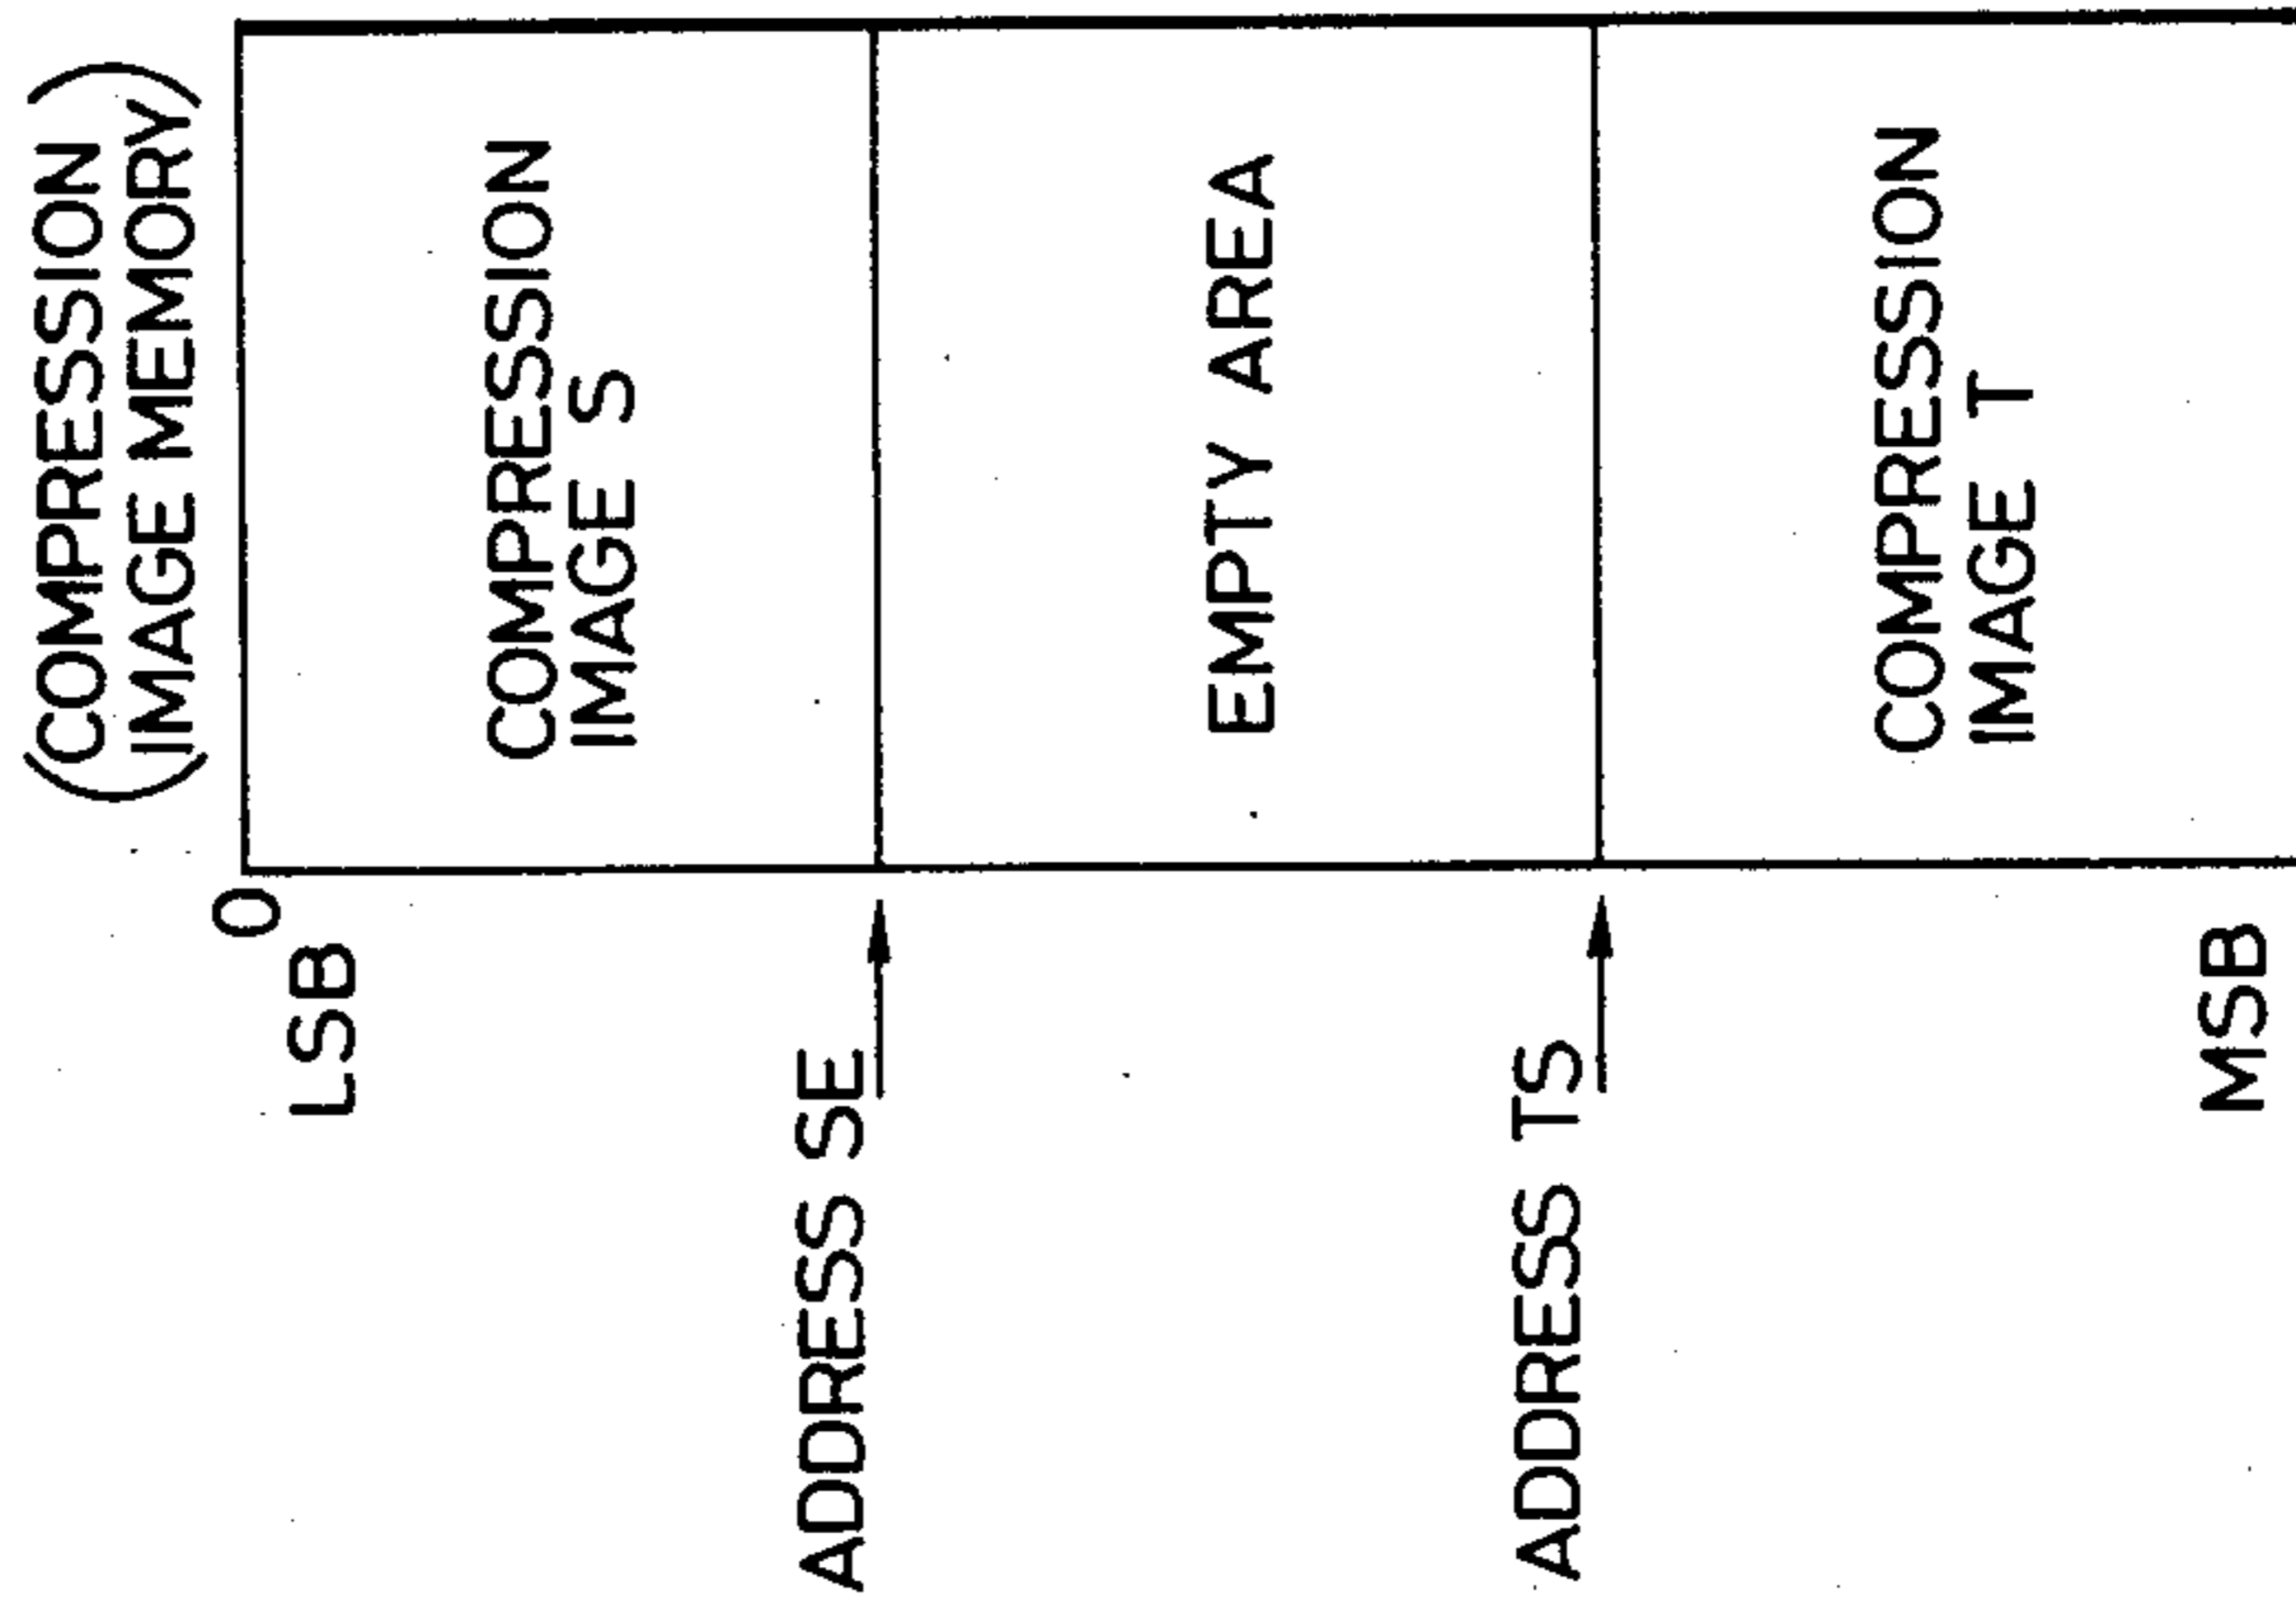 (COMPRESSION)
(IMAGE MEMORY)
0
LSB
COMPRESSION
IMAGE S
ADDRESS SE
EMPTY AREA
ADDRESS TS
COMPRESSION
IMAGE T
MSB